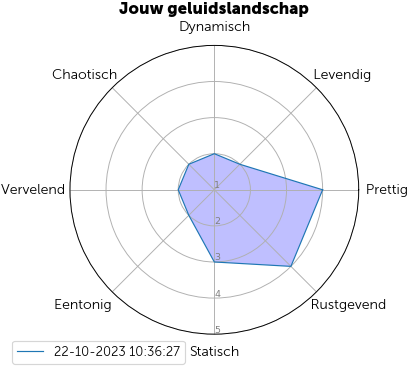 Jouw geluidslandschap
Dynamisch
Chaotisch
Levendig
Vervelend
Prettig
1
2
3
4
5
Eentonig
Rustgevend
Statisch
22-10-2023 10:36:27